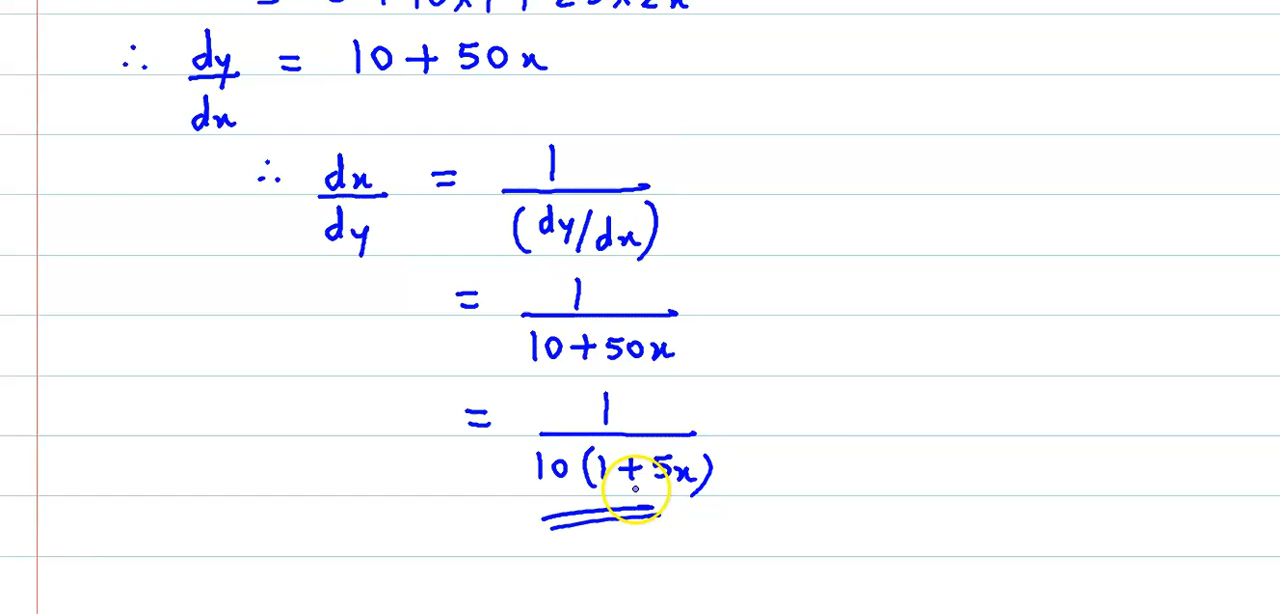 ∴ dy/dx = 10 + 50x
∴ dx/dy = 1/(dy/dx)
= 1/10+50x
= 1/10(1+5x)